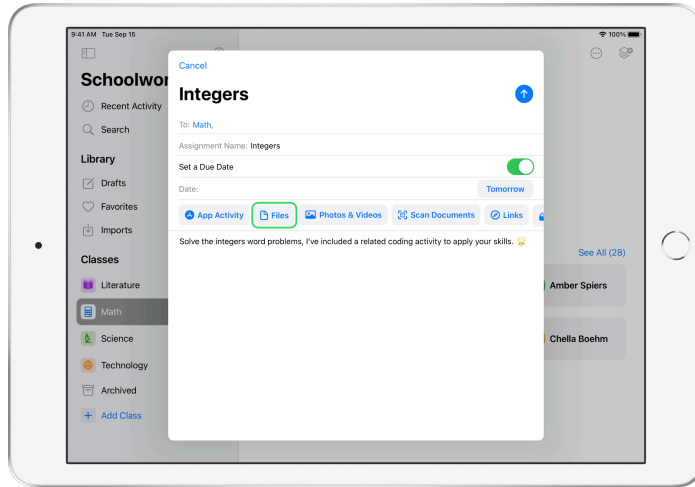 9:41 AM Tue Sep 15
100%
Cancel
Schoolwor
Integers
Recent Activity
To: Math,
Search
Assignment Name: Integers
Library
Set a Due Date
Drafts
Date:
Tomorrow
Favorites
App Activity
Files
Photos & Videos
Scan Documents
Links
Imports
Solve the integers word problems, I've included a related coding activity to apply your skills.
Classes
See All (28)
Literature
Amber Spiers
Math
Science
Chella Boehm
Technology
Archived
Add Class